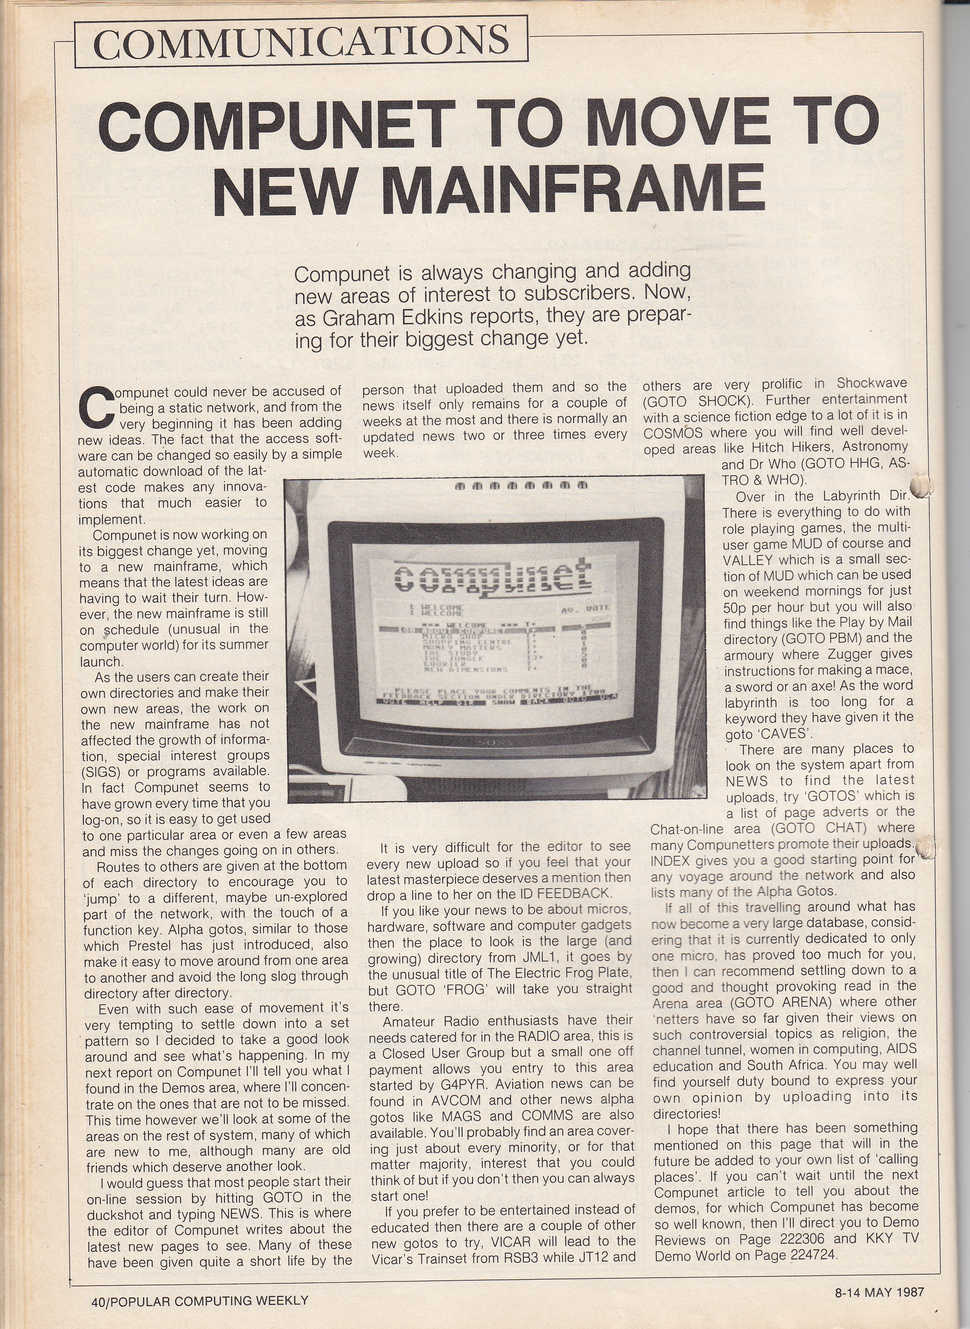 COMMUNICATIONS
COMPUNET TO MOVE TO
NEW MAINFRAME
Compunet is always changing and adding
new areas of interest to subscribers. Now,
as Graham Edkins reports, they are prepar-
ing for their biggest change yet.
Compunet could never be accused of
being a static network, and from the
very beginning it has been adding
new ideas. The fact that the access soft-
ware can be changed so easily by a simple
automatic download of the lat-
est code makes any innova-
tions that much easier to
implement.
Compunet is now working on
its biggest change yet, moving
to a new mainframe, which
means that the latest ideas are
having to wait their turn. How-
ever, the new mainframe is still
on schedule (unusual in the
computer world) for its summer
launch.
As the users can create their
own directories and make their
own new areas, the work on
the new mainframe has not
affected the growth of informa-
tion, special interest groups
(SIGS) or programs available.
In fact Compunet seems to
have grown every time that you
log-on, so it is easy to get used
to one particular area or even a few areas
and miss the changes going on in others.
Routes to others are given at the bottom
of each directory to encourage you to
'jump' to a different, maybe un-explored
part of the network, with the touch of a
function key. Alpha gotos, similar to those
which Prestel has just introduced, also
make it easy to move around from one area
to another and avoid the long slog through
directory after directory.
Even with such ease of movement it's
very tempting to settle down into a set
pattern so I decided to take a good look
around and see what's happening. In my
next report on Compunet I'll tell you what I
found in the Demos area, where I'll concen-
trate on the ones that are not to be missed.
This time however we'll look at some of the
areas on the rest of system, many of which
are new to me, although many are old
friends which deserve another look.
I would guess that most people start their
on-line session by hitting GOTO in the
duckshot and typing NEWS. This is where
the editor of Compunet writes about the
latest new pages to see. Many of these
have been given quite a short life by the
person that uploaded them and so the
news itself only remains for a couple of
weeks at the most and there is normally an
updated news two or three times every
week.
compunet
1 WELCOME
1 WELCOME
AV. VOTE
*** WELCOME *** T*
ALL ABOUT COMPUNET
MICRO SHOP
SHOPPING CENTRE
MONEY MATTERS
THE STUDY
THE JUNGLE
COURIER
NEW DIMENSIONS
PLEASE PLACE YOUR COMMENTS IN THE
FEEDBACK SECTION UNDER DIRECTORY 1700
VOTE HELP DIR SHOW BACK GOTO UCA
SONY
It is very difficult for the editor to see
every new upload so if you feel that your
latest masterpiece deserves a mention then
drop a line to her on the ID FEEDBACK.
If you like your news to be about micros,
hardware, software and computer gadgets
then the place to look is the large (and
growing) directory from JML1, it goes by
the unusual title of The Electric Frog Plate,
but GOTO 'FROG' will take you straight
there.
Amateur Radio enthusiasts have their
needs catered for in the RADIO area, this is
a Closed User Group but a small one off
payment allows you entry to this area
started by G4PYR. Aviation news can be
found in AVCOM and other news alpha
gotos like MAGS and COMMS are also
available. You'll probably find an area cover-
ing just about every minority, or for that
matter majority, interest that you could
think of but if you don't then you can always
start one!
If you prefer to be entertained instead of
educated then there are a couple of other
new gotos to try, VICAR will lead to the
Vicar's Trainset from RSB3 while JT12 and
others are very prolific in Shockwave
(GOTO SHOCK). Further entertainment
with a science fiction edge to a lot of it is in
COSMOS where you will find well devel-
oped areas like Hitch Hikers, Astronomy
and Dr Who (GOTO HHG, AS-
TRO & WHO).
Over in the Labyrinth Dir.
There is everything to do with
role playing games, the multi-
user game MUD of course and
VALLEY which is a small sec-
tion of MUD which can be used
on weekend mornings for just
50p per hour but you will also
find things like the Play by Mail
directory (GOTO PBM) and the
armoury where Zugger gives
instructions for making a mace,
a sword or an axe! As the word
labyrinth is too long for a
keyword they have given it the
goto 'CAVES'.
There are many places to
look on the system apart from
NEWS to find the latest
uploads, try 'GOTOS' which is
a list of page adverts or the
Chat-on-line area (GOTO CHAT) where
many Compunetters promote their uploads.
INDEX gives you a good starting point for
any voyage around the network and also
lists many of the Alpha Gotos.
If all of this travelling around what has
now become a very large database, consid-
ering that it is currently dedicated to only
one micro, has proved too much for you,
then I can recommend settling down to a
good and thought provoking read in the
Arena area (GOTO ARENA) where other
'netters have so far given their views on
such controversial topics as religion, the
channel tunnel, women in computing, AIDS
education and South Africa. You may well
find yourself duty bound to express your
own opinion by uploading into its
directories!
I hope that there has been something
mentioned on this page that will in the
future be added to your own list of 'calling
places'. If you can't wait until the next
Compunet article to tell you about the
demos, for which Compunet has become
so well known, then I'll direct you to Demo
Reviews on Page 222306 and KKY TV
Demo World on Page 224724.
40/POPULAR COMPUTING WEEKLY
8-14 MAY 1987